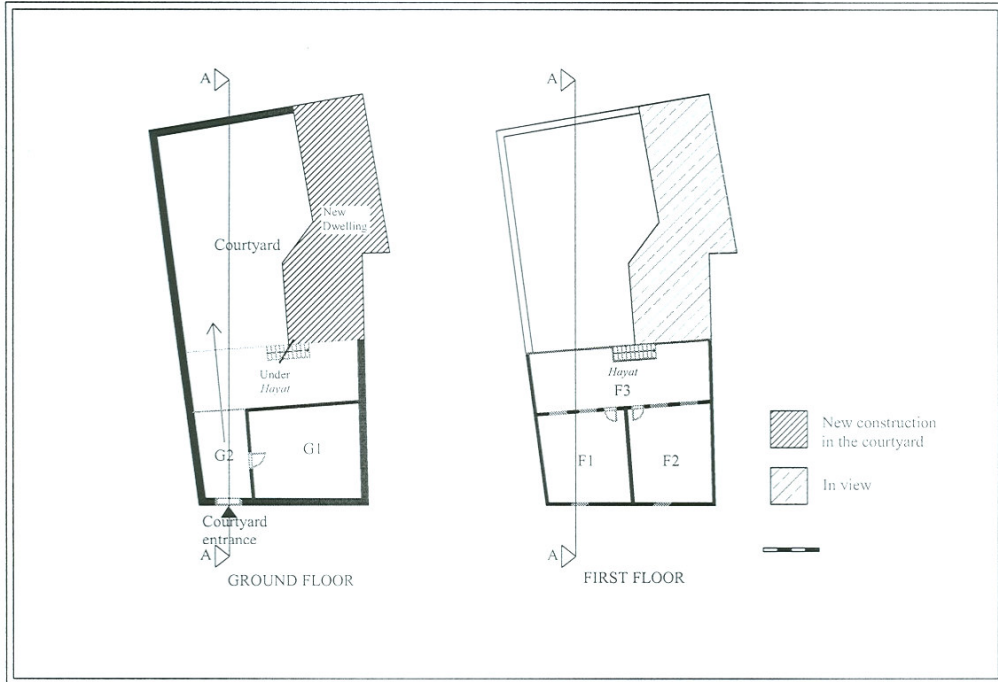 A
A
New
Dwelling
Courtyard
Under
Hayat
Hayat
F3
G2
G1
F1
F2
New construction
in the courtyard
In view
Courtyard
entrance
A
A
GROUND FLOOR
FIRST FLOOR